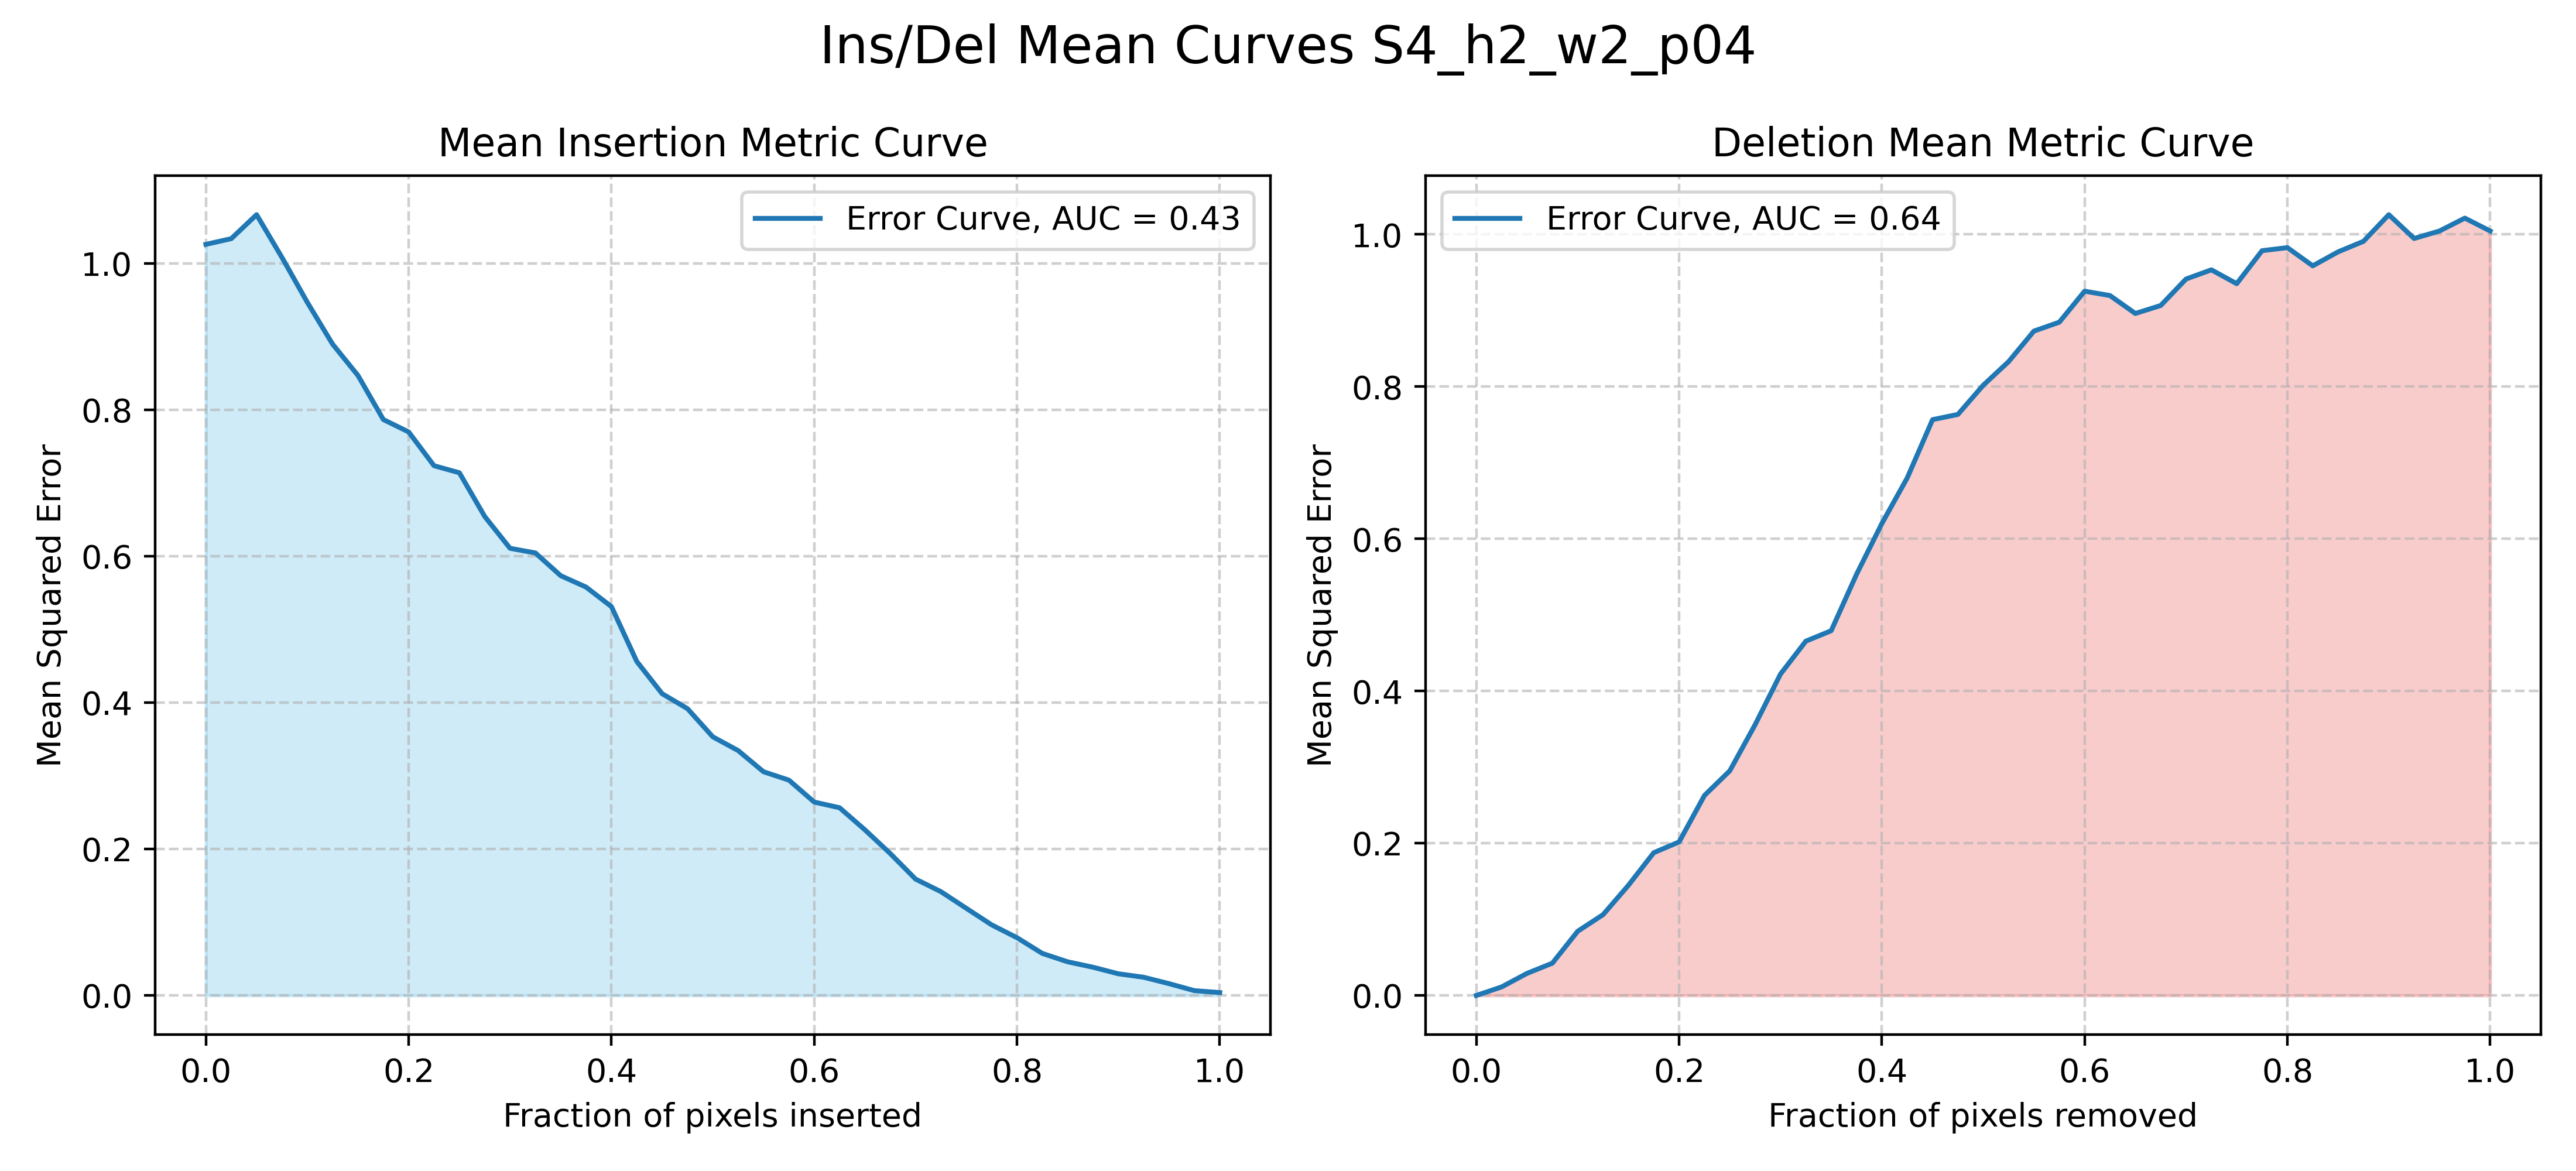 Ins/Del Mean Curves S4_h2_w2_p04
Mean Insertion Metric Curve
Error Curve, AUC = 0.43
Mean Squared Error
1.0
0.8
0.6
0.4
0.2
0.0
0.0 0.2 0.4 0.6 0.8 1.0
Fraction of pixels inserted
Deletion Mean Metric Curve
Error Curve, AUC = 0.64
Mean Squared Error
1.0
0.8
0.6
0.4
0.2
0.0
0.0 0.2 0.4 0.6 0.8 1.0
Fraction of pixels removed